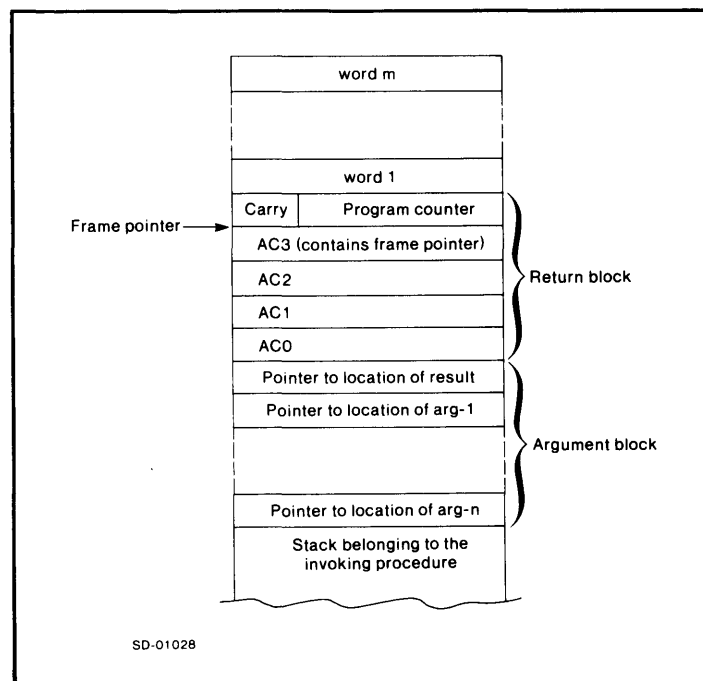 word m
word 1
Carry
Program counter
Frame pointer
AC3 (contains frame pointer)
AC2
Return block
AC1
AC0
Pointer to location of result
Pointer to location of arg-1
Argument block
Pointer to location of arg-n
Stack belonging to the
invoking procedure
SD-01028